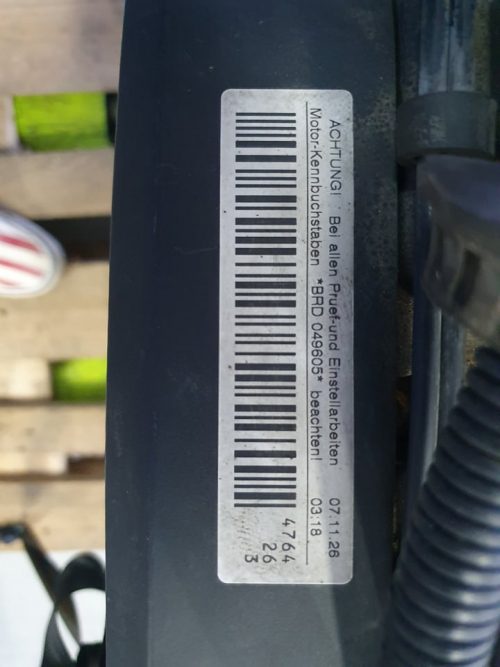 ACHTUNG! Bei allen Pruef-und Einstellarbeiten 07.11.26
Motor-Kennbuchstaben *BRD 049605* beachten! 03:18
4764
26
3